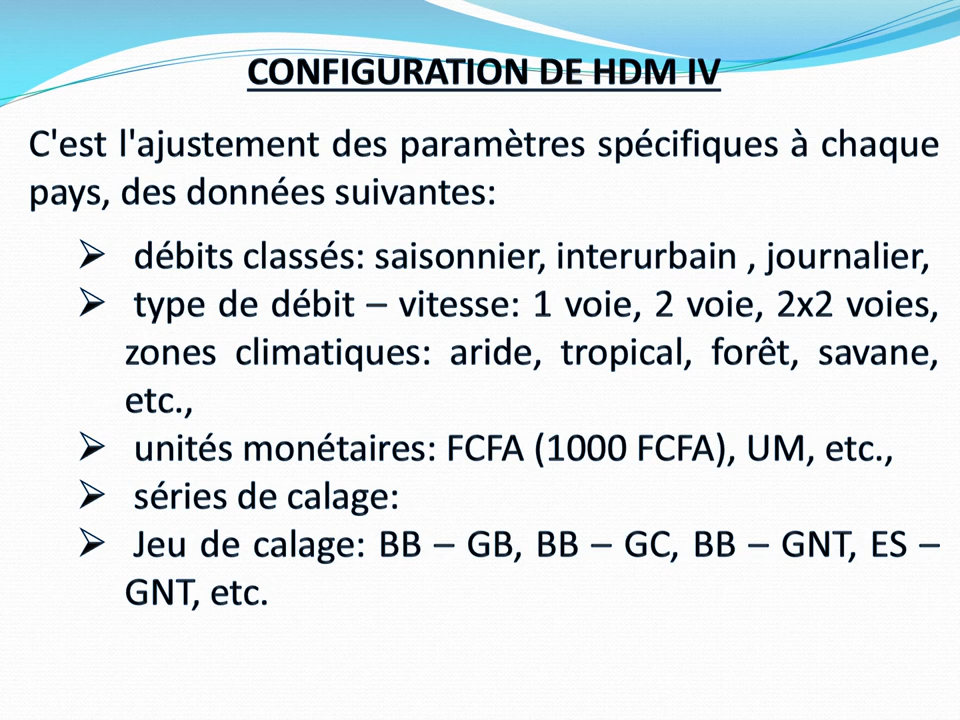 CONFIGURATION DE HDM IV
C'est l'ajustement des paramètres spécifiques à chaque
pays, des données suivantes:
➢ débits classés: saisonnier, interurbain , journalier,
➢ type de débit – vitesse: 1 voie, 2 voie, 2x2 voies,
zones climatiques: aride, tropical, forêt, savane,
etc.,
➢ unités monétaires: FCFA (1000 FCFA), UM, etc.,
➢ séries de calage:
➢ Jeu de calage: BB – GB, BB – GC, BB – GNT, ES –
GNT, etc.